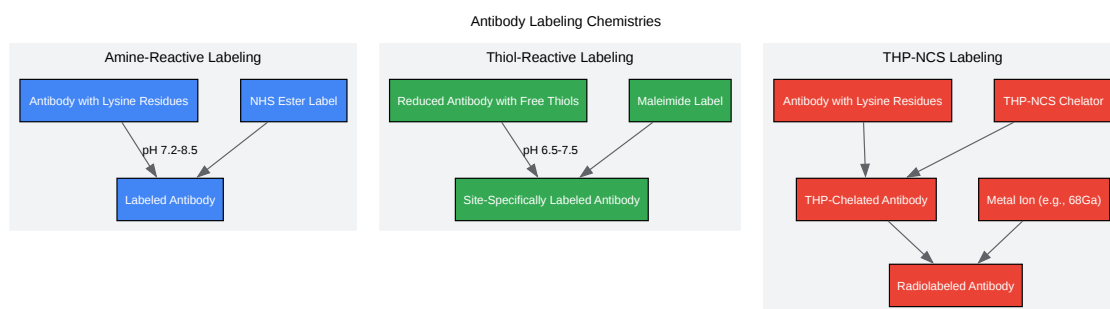 Antibody Labeling Chemistries
Amine-Reactive Labeling
Antibody with Lysine Residues
NHS Ester Label
pH 7.2-8.5
Labeled Antibody
Thiol-Reactive Labeling
Reduced Antibody with Free Thiols
Maleimide Label
pH 6.5-7.5
Site-Specifically Labeled Antibody
THP-NCS Labeling
Antibody with Lysine Residues
THP-NCS Chelator
THP-Chelated Antibody
Metal Ion (e.g., 68Ga)
Radiolabeled Antibody